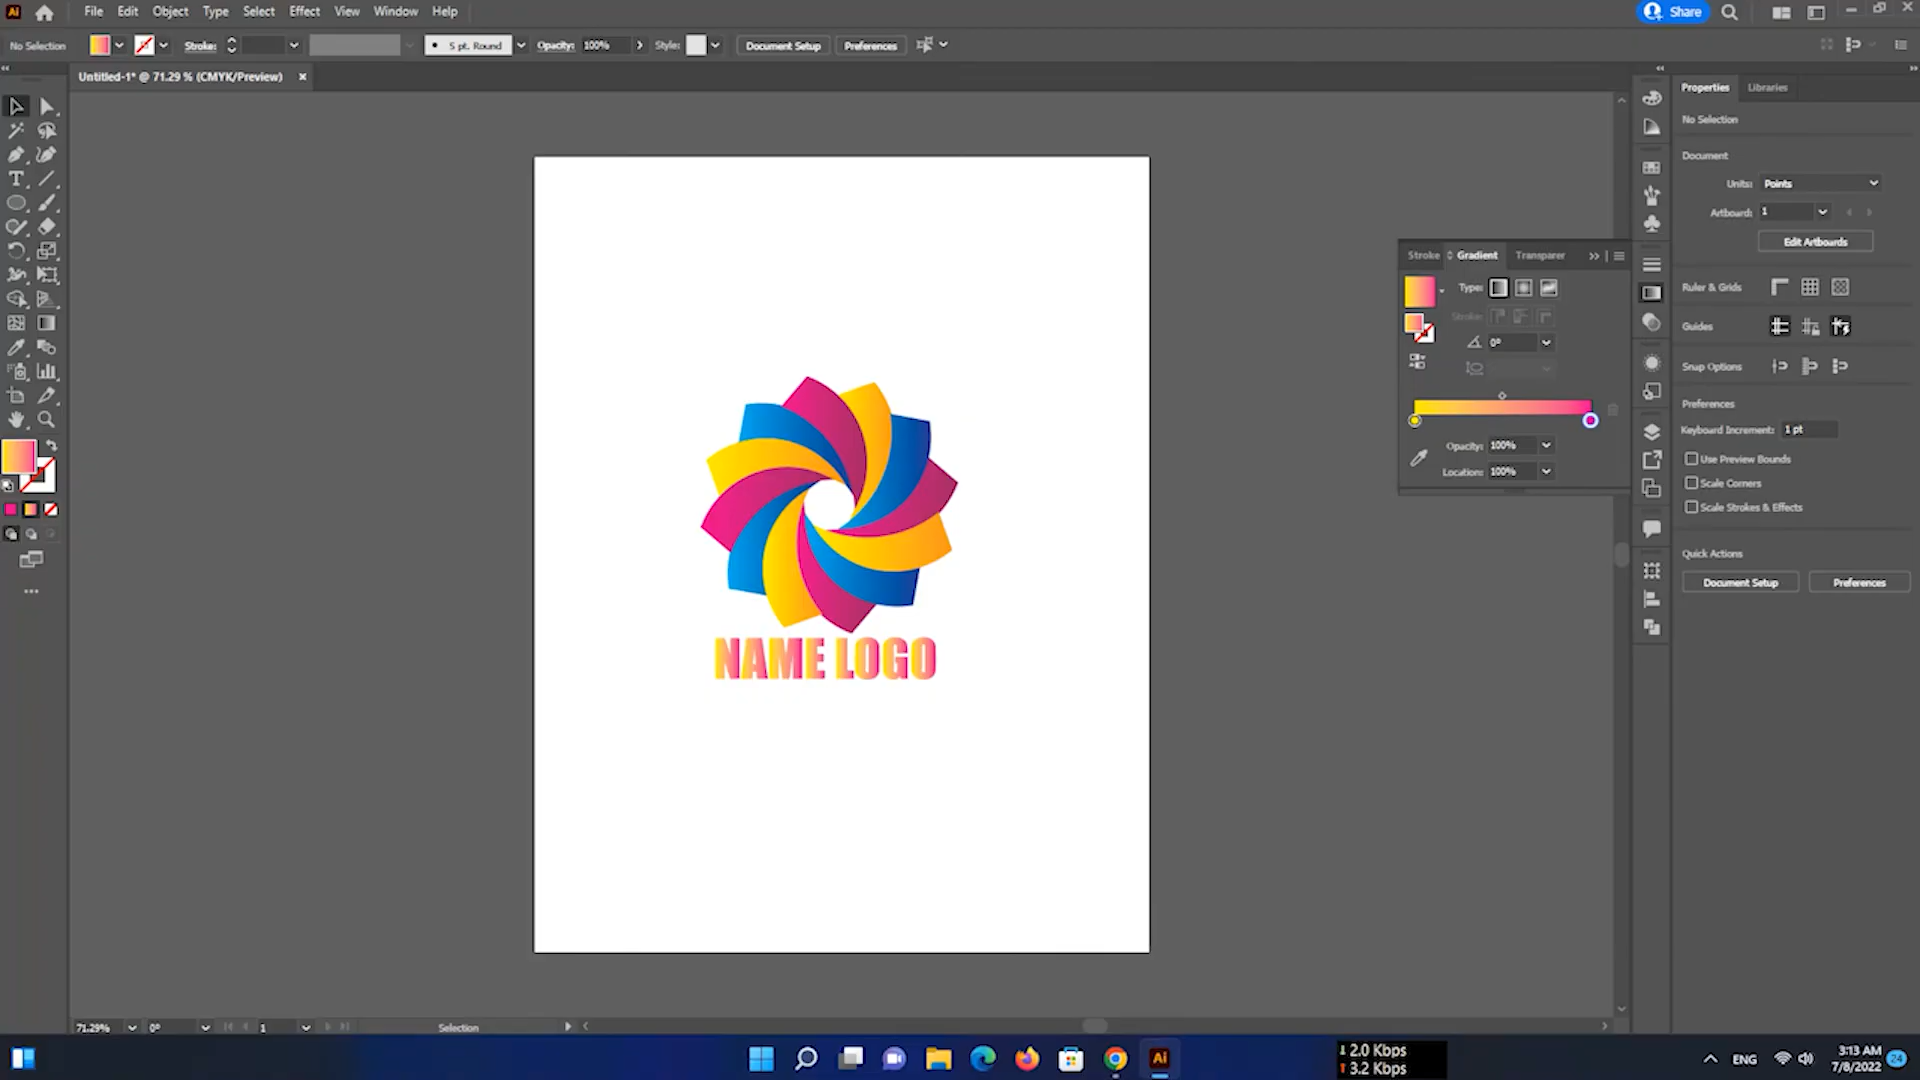 Ai File Edit Object Type Select Effect View Window Help Share
No Selection Stroke: 5 pt. Round Opacity: 100% Style: Document Setup Preferences
Untitled-1* @ 71.29 % (CMYK/Preview)
Properties Libraries
No Selection
Document
Units: Points
Artboard: 1
Edit Artboards
Stroke Gradient Transparer
Type:
Stroke:
0°
Opacity: 100%
Location: 100%
Ruler & Grids
Guides
Snap Options
Preferences
Keyboard Increment: 1 pt
Use Preview Bounds
Scale Corners
Scale Strokes & Effects
Quick Actions
Document Setup Preferences
NAME LOGO
71.29% 0° 1 Selection
Ai
2.0 Kbps
3.2 Kbps
ENG
3:13 AM
7/8/2022
24